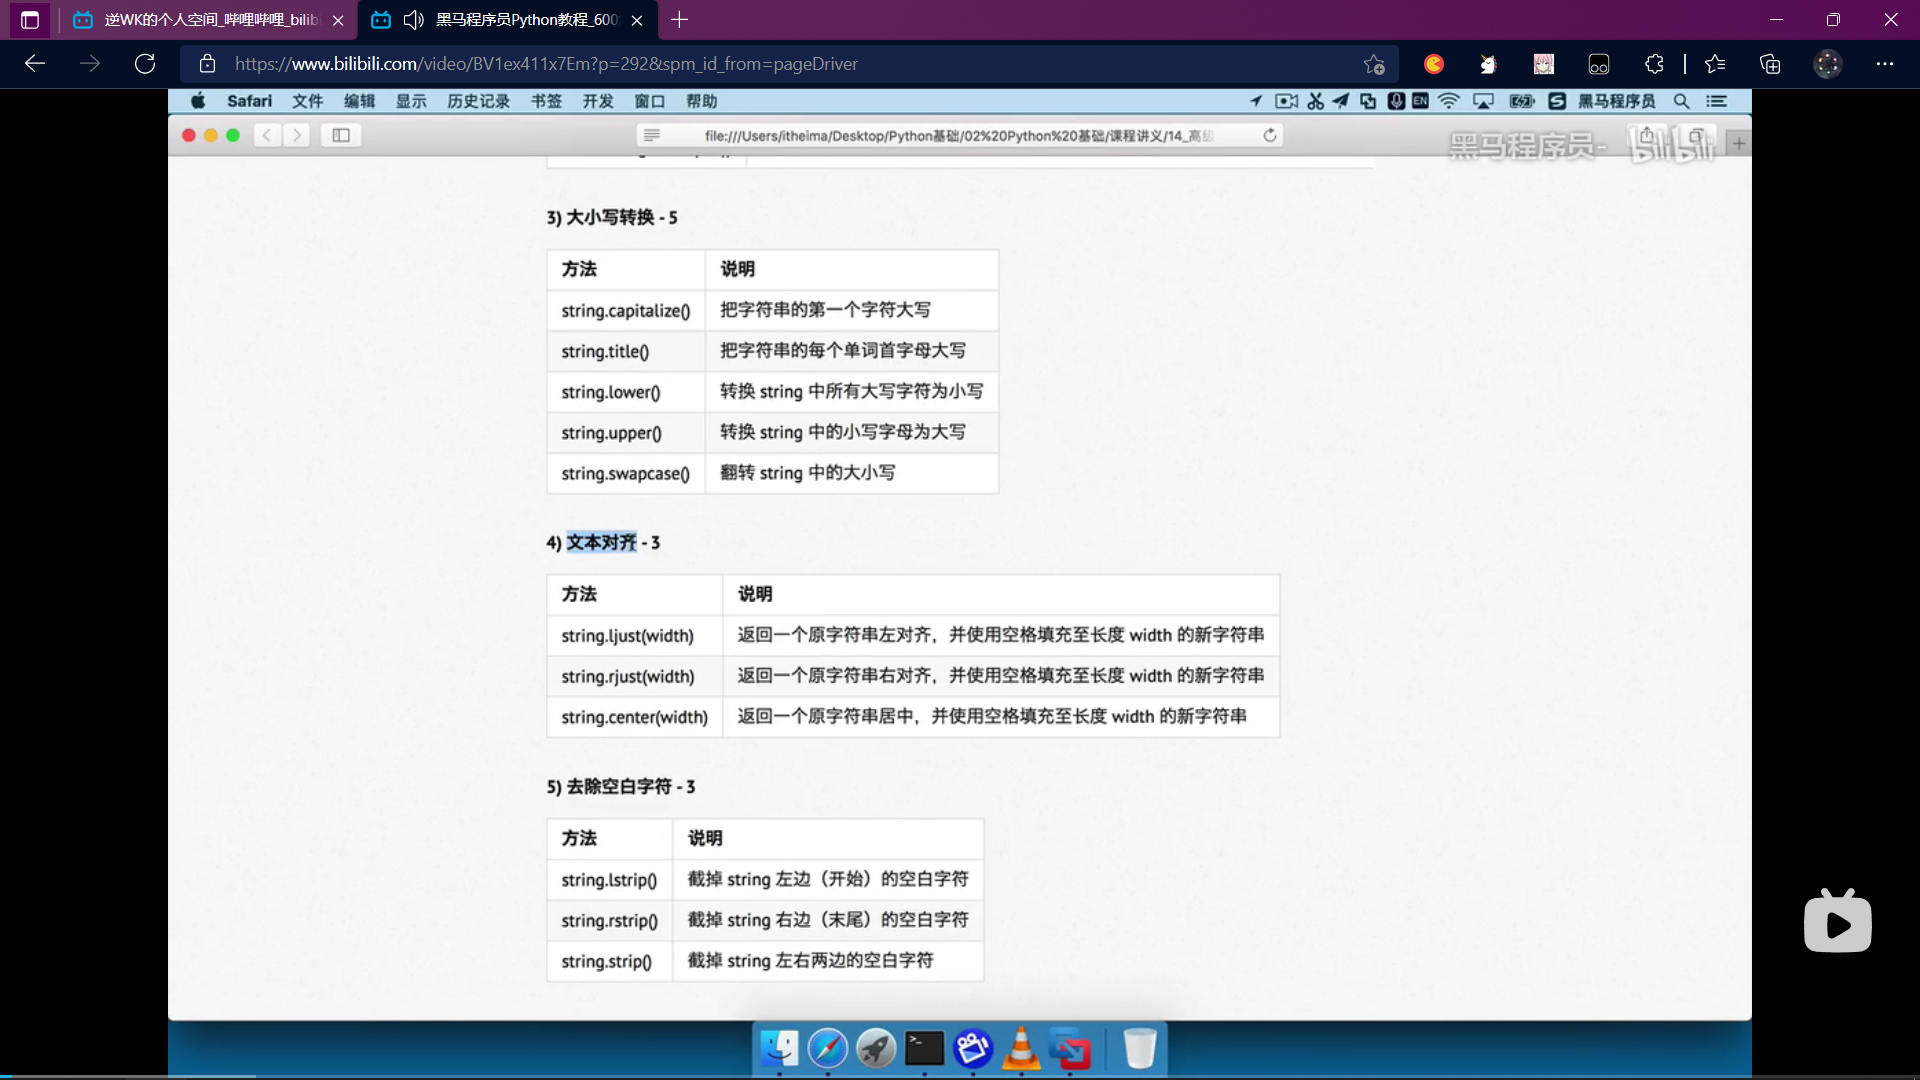 逆WK的个人空间_哔哩哔哩_bilib
黑马程序员Python教程_600
https://www.bilibili.com/video/BV1ex411x7Em?p=292&spm_id_from=pageDriver
Safari 文件 编辑 显示 历史记录 书签 开发 窗口 帮助
EN
黑马程序员
file:///Users/itheima/Desktop/Python基础/02%20Python%20基础/课程讲义/14_高级
黑马程序员- bilibili
3) 大小写转换 - 5
方法 说明
string.capitalize() 把字符串的第一个字符大写
string.title() 把字符串的每个单词首字母大写
string.lower() 转换 string 中所有大写字符为小写
string.upper() 转换 string 中的小写字母为大写
string.swapcase() 翻转 string 中的大小写
4) 文本对齐 - 3
方法 说明
string.ljust(width) 返回一个原字符串左对齐，并使用空格填充至长度 width 的新字符串
string.rjust(width) 返回一个原字符串右对齐，并使用空格填充至长度 width 的新字符串
string.center(width) 返回一个原字符串居中，并使用空格填充至长度 width 的新字符串
5) 去除空白字符 - 3
方法 说明
string.lstrip() 截掉 string 左边（开始）的空白字符
string.rstrip() 截掉 string 右边（末尾）的空白字符
string.strip() 截掉 string 左右两边的空白字符